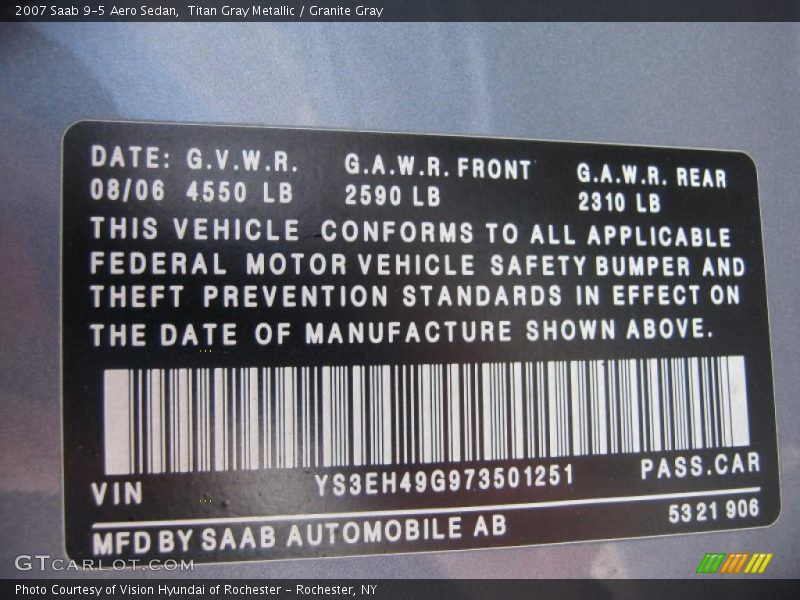 2007 Saab 9-5 Aero Sedan, Titan Gray Metallic / Granite Gray
DATE: G.V.W.R. G.A.W.R. FRONT G.A.W.R. REAR
08/06 4550 LB 2590 LB 2310 LB
THIS VEHICLE CONFORMS TO ALL APPLICABLE
FEDERAL MOTOR VEHICLE SAFETY BUMPER AND
THEFT PREVENTION STANDARDS IN EFFECT ON
THE DATE OF MANUFACTURE SHOWN ABOVE.
VIN YS3EH49G973501251 PASS.CAR
MFD BY SAAB AUTOMOBILE AB 5321 906
GTCARLOT.COM
Photo Courtesy of Vision Hyundai of Rochester - Rochester, NY